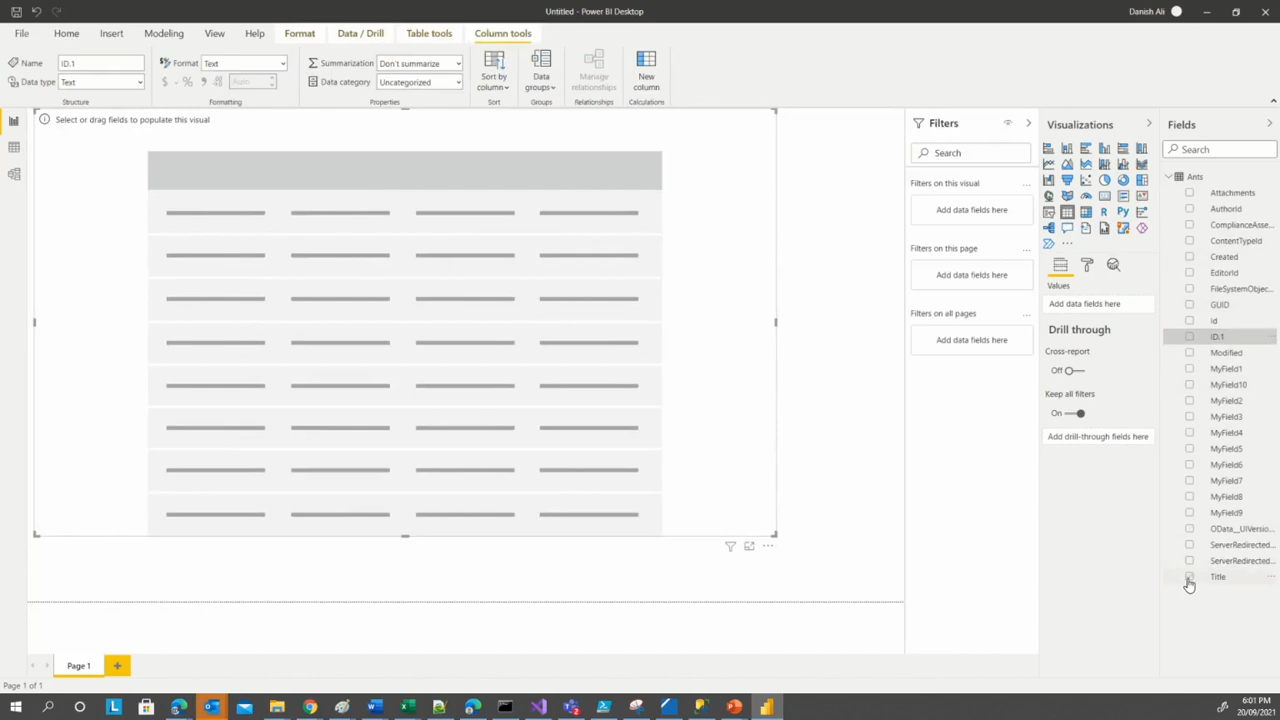 Untitled - Power BI Desktop
Danish Ali
File
Home
Insert
Modeling
View
Help
Format
Data / Drill
Table tools
Column tools
Name
ID.1
Data type
Text
Structure
Format
Text
$
%
Auto
Formatting
Summarization
Don't summarize
Data category
Uncategorized
Properties
Sort by
column
Sort
Data
groups
Groups
Manage
relationships
Relationships
New
column
Calculations
Select or drag fields to populate this visual
Filters
Search
Filters on this visual
Add data fields here
Filters on this page
Add data fields here
Filters on all pages
Add data fields here
Visualizations
R
Py
Values
Add data fields here
Drill through
Cross-report
Off
Keep all filters
On
Add drill-through fields here
Fields
Search
Ants
Attachments
AuthorId
ComplianceAsse...
ContentTypeId
Created
EditorId
FileSystemObjec...
GUID
Id
ID.1
Modified
MyField1
MyField10
MyField2
MyField3
MyField4
MyField5
MyField6
MyField7
MyField8
MyField9
OData__UIVersio...
ServerRedirected...
ServerRedirected...
Title
Page 1
Page 1 of 1
6:01 PM
20/09/2021